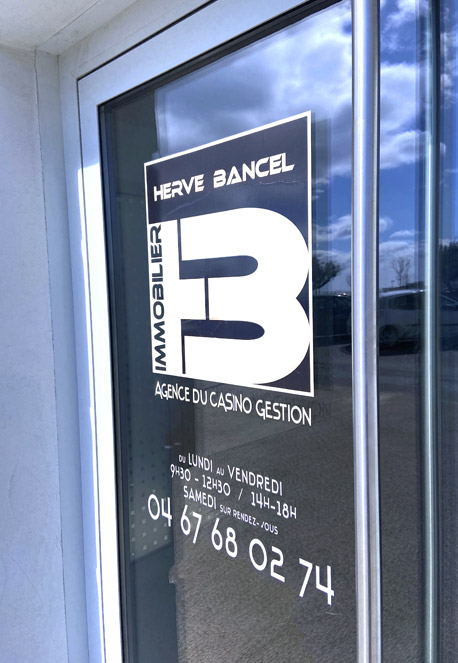 HERVE BANCEL
IMMOBILIER
HB
AGENCE DU CASINO GESTION
DU LUNDI AU VENDREDI
9H30 - 12H30 / 14H-18H
SAMEDI SUR RENDEZ-VOUS
04 67 68 02 74